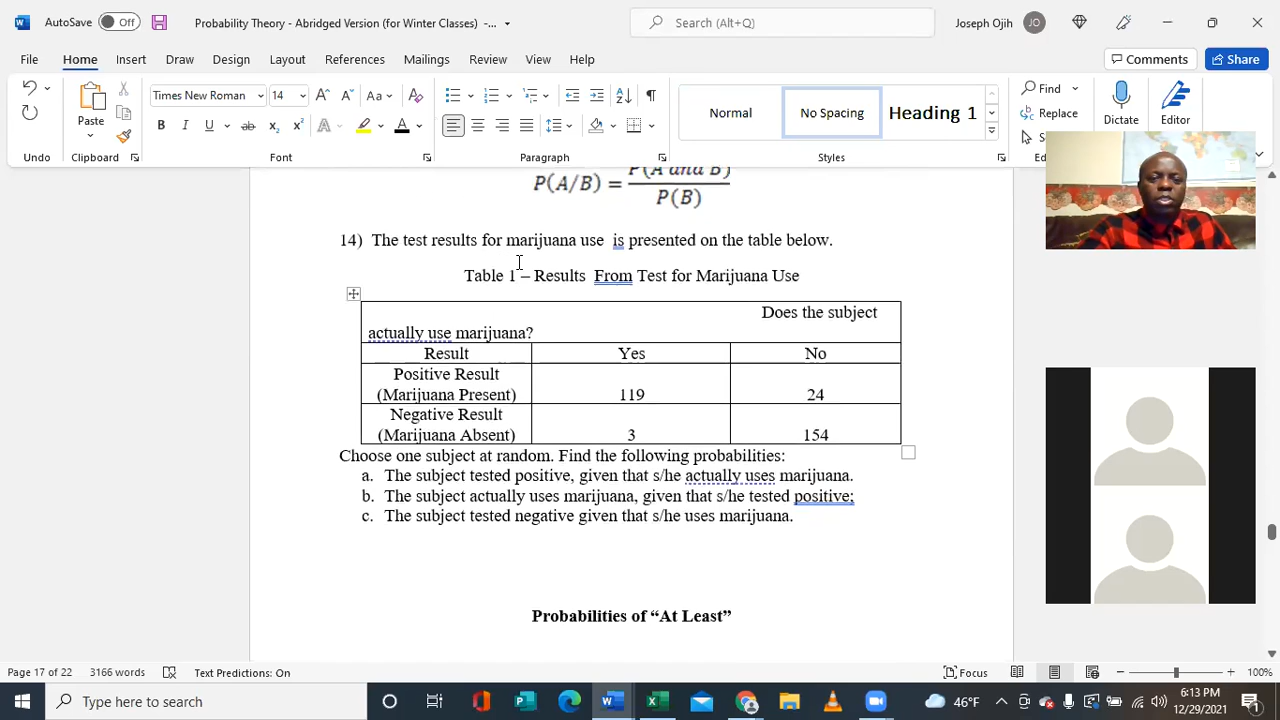 AutoSave Off Probability Theory - Abridged Version (for Winter Classes) -... Search (Alt+Q) Joseph Ojih JO
File Home Insert Draw Design Layout References Mailings Review View Help Comments Share
Times New Roman 14 Aa Normal No Spacing Heading 1 Find
Paste Replace Dictate Editor
B I U ab x2 x2 A A
Undo Clipboard Font Paragraph Styles
P(A/B) = P(A and B)
P(B)
14) The test results for marijuana use is presented on the table below.
Table 1 – Results From Test for Marijuana Use
Does the subject
actually use marijuana?
Result Yes No
Positive Result
(Marijuana Present) 119 24
Negative Result
(Marijuana Absent) 3 154
Choose one subject at random. Find the following probabilities:
a. The subject tested positive, given that s/he actually uses marijuana.
b. The subject actually uses marijuana, given that s/he tested positive;
c. The subject tested negative given that s/he uses marijuana.
Probabilities of “At Least”
Page 17 of 22 3166 words Text Predictions: On Focus 100%
Type here to search 46°F 6:13 PM
12/29/2021